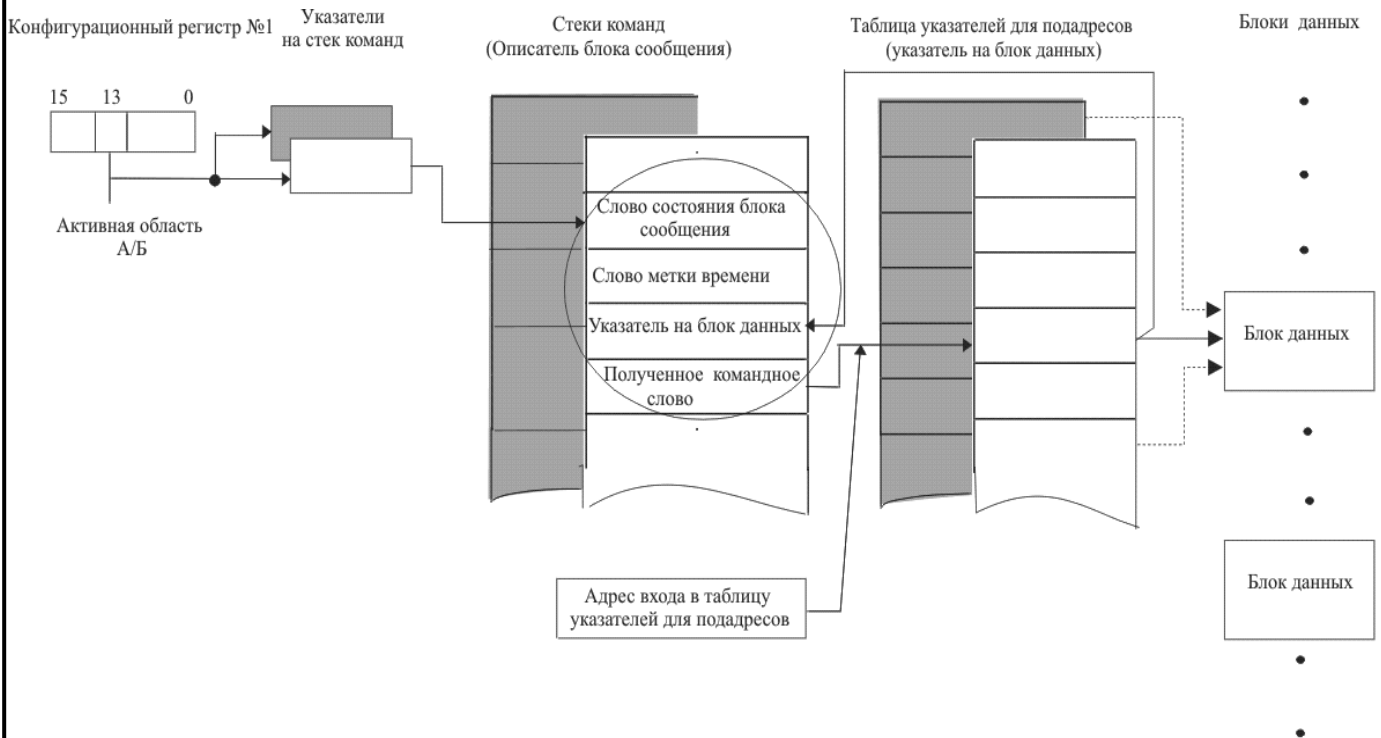 Конфигурационный регистр №1
Указатели
на стек команд
Стеки команд
(Описатель блока сообщения)
Таблица указателей для подадресов
(указатель на блок данных)
Блоки данных
15 13 0
Активная область
А/Б
Слово состояния блока
сообщения
Слово метки времени
Указатель на блок данных
Полученное командное
слово
Адрес входа в таблицу
указателей для подадресов
Блок данных
Блок данных